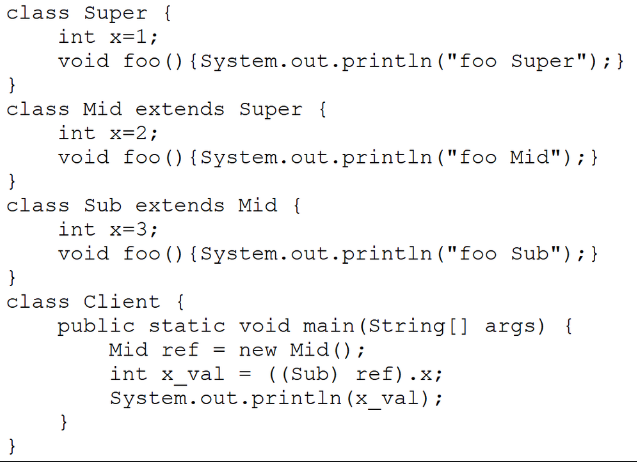 class Super {
    int x=1;
    void foo(){System.out.println("foo Super");}
}
class Mid extends Super {
    int x=2;
    void foo(){System.out.println("foo Mid");}
}
class Sub extends Mid {
    int x=3;
    void foo(){System.out.println("foo Sub");}
}
class Client {
    public static void main(String[] args) {
        Mid ref = new Mid();
        int x_val = ((Sub) ref).x;
        System.out.println(x_val);
    }
}